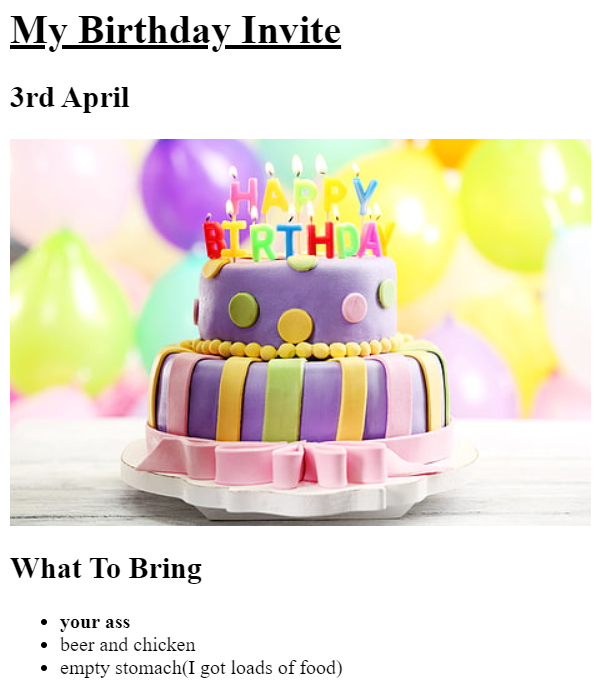 My Birthday Invite
3rd April
HAPPY
BIRTHDAY
What To Bring
your ass
beer and chicken
empty stomach(I got loads of food)